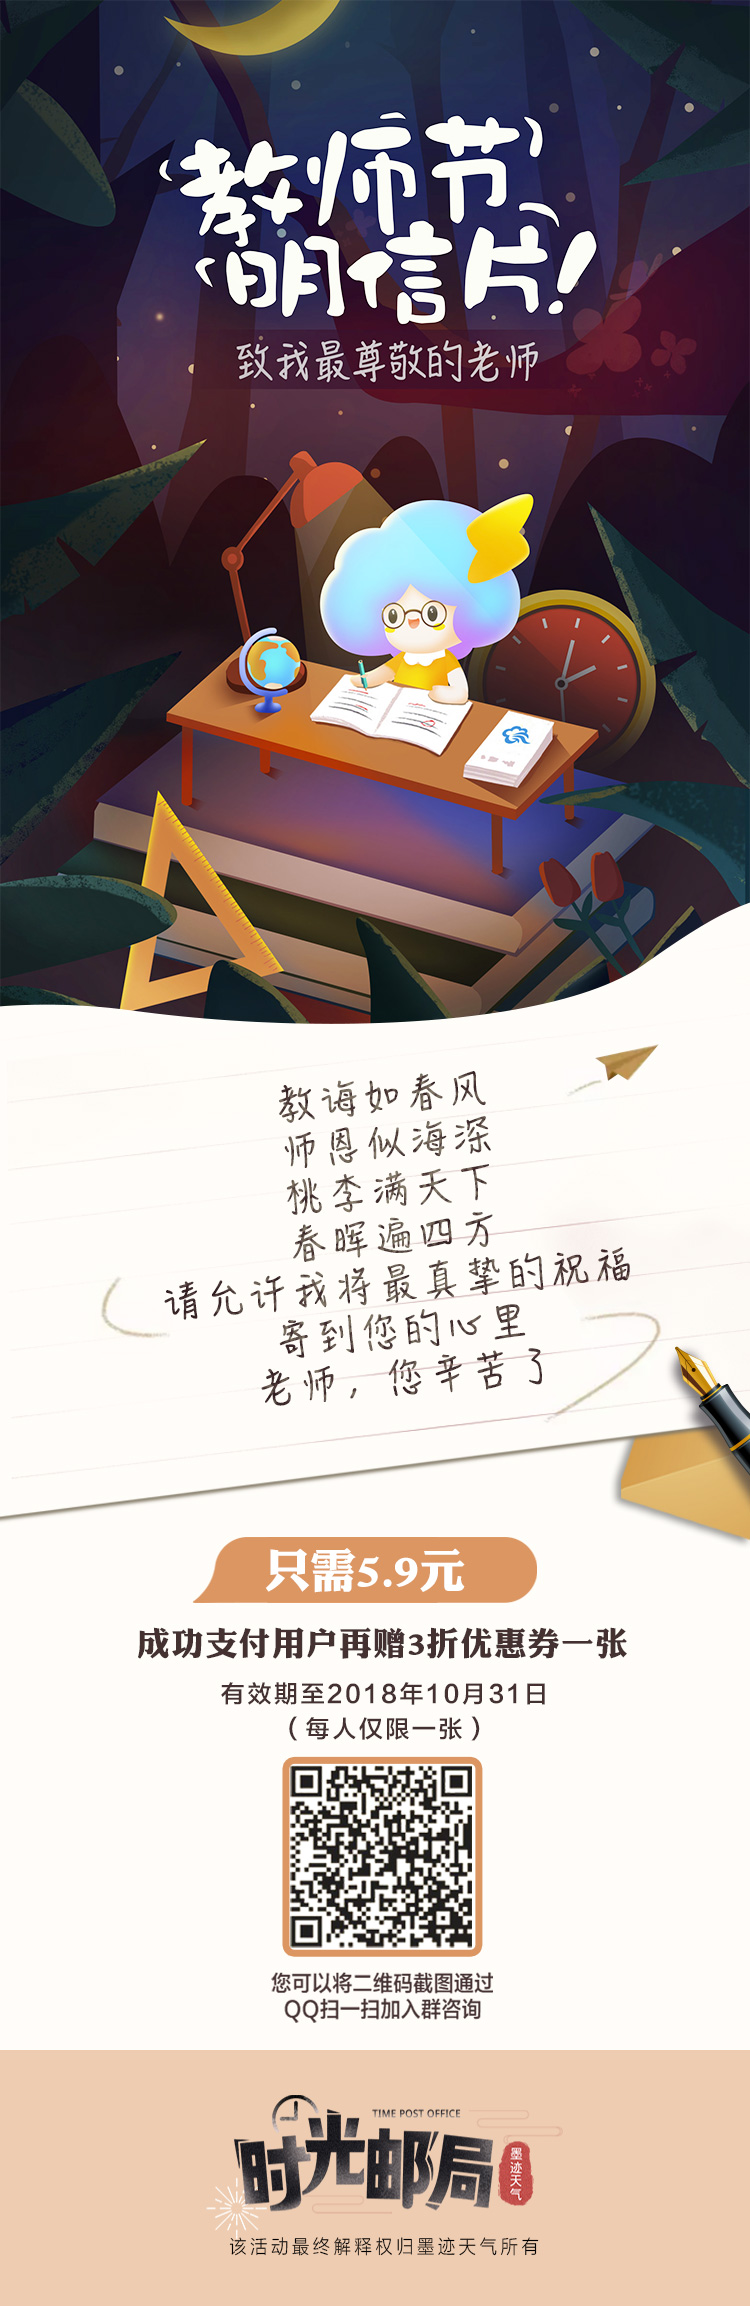 教师节
明信片!
致我最尊敬的老师
教诲如春风
师恩似海深
桃李满天下
春晖遍四方
请允许我将最真挚的祝福
寄到您的心里
老师，您辛苦了
只需5.9元
成功支付用户再赠3折优惠券一张
有效期至2018年10月31日
（每人仅限一张）
您可以将二维码截图通过
QQ扫一扫加入群咨询
TIME POST OFFICE
时光邮局
墨迹天气
该活动最终解释权归墨迹天气所有